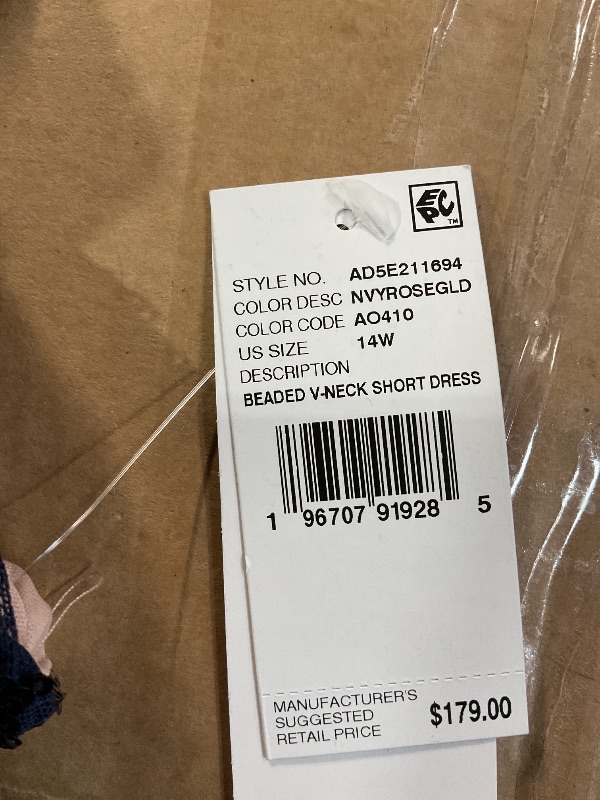 EPC
TM
STYLE NO. AD5E211694
COLOR DESC NVYROSEGLD
COLOR CODE AO410
US SIZE 14W
DESCRIPTION
BEADED V-NECK SHORT DRESS
1 96707 91928 5
MANUFACTURER'S
SUGGESTED
RETAIL PRICE $179.00